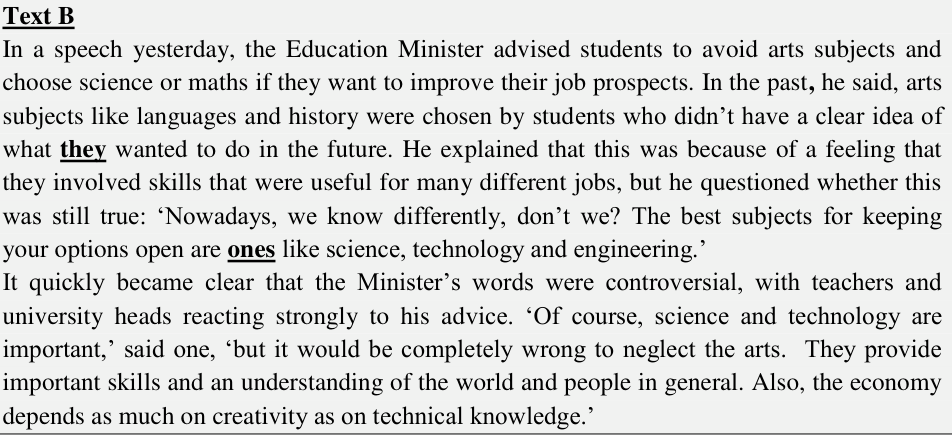 Text B
In a speech yesterday, the Education Minister advised students to avoid arts subjects and
choose science or maths if they want to improve their job prospects. In the past, he said, arts
subjects like languages and history were chosen by students who didn’t have a clear idea of
what they wanted to do in the future. He explained that this was because of a feeling that
they involved skills that were useful for many different jobs, but he questioned whether this
was still true: ‘Nowadays, we know differently, don’t we? The best subjects for keeping
your options open are ones like science, technology and engineering.’
It quickly became clear that the Minister’s words were controversial, with teachers and
university heads reacting strongly to his advice. ‘Of course, science and technology are
important,’ said one, ‘but it would be completely wrong to neglect the arts.  They provide
important skills and an understanding of the world and people in general. Also, the economy
depends as much on creativity as on technical knowledge.’